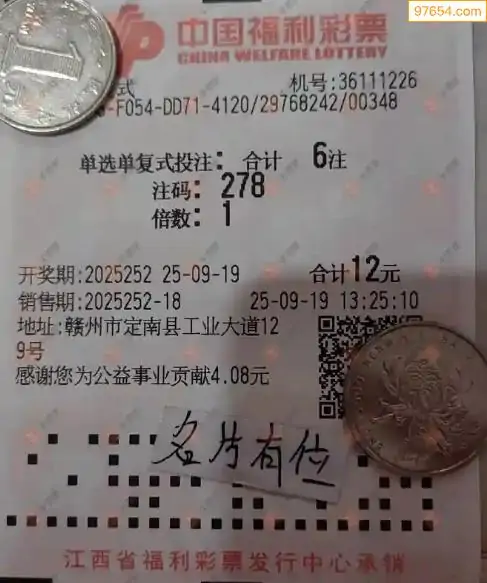 97654.com
中国福利彩票
CHINA WELFARE LOTTERY
式 机号:36111226
-F054-DD71-4120/29768242/00348
单选单复式投注: 合计 6注
注码: 278
倍数: 1
开奖期:2025252 25-09-19 合计12元
销售期:2025252-18 25-09-19 13:25:10
地址:赣州市定南县工业大道12
9号
感谢您为公益事业贡献4.08元
名片有位
江西省福利彩票发行中心承销